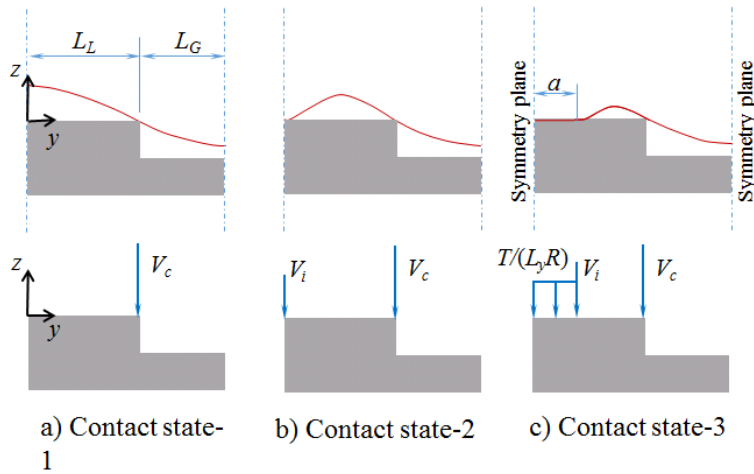 L_L L_G
z
y
a
Symmetry plane
Symmetry plane
V_c
z
y
V_i V_c
T/(L_yR) V_i V_c
a) Contact state-
1
b) Contact state-2
c) Contact state-3